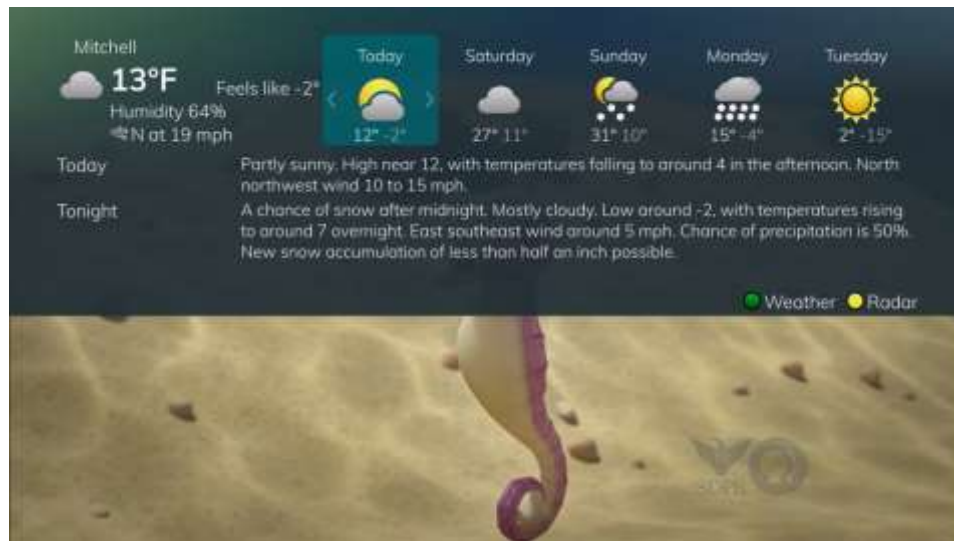 Mitchell
13°F
Feels like -2°
Humidity 64%
N at 19 mph
Today
12° -2°
Saturday
27° 11°
Sunday
31° 10°
Monday
15° -4°
Tuesday
2° -15°
Today
Partly sunny. High near 12, with temperatures falling to around 4 in the afternoon. North
northwest wind 10 to 15 mph.
Tonight
A chance of snow after midnight. Mostly cloudy. Low around -2, with temperatures rising
to around 7 overnight. East southeast wind around 5 mph. Chance of precipitation is 50%.
New snow accumulation of less than half an inch possible.
Weather
Radar